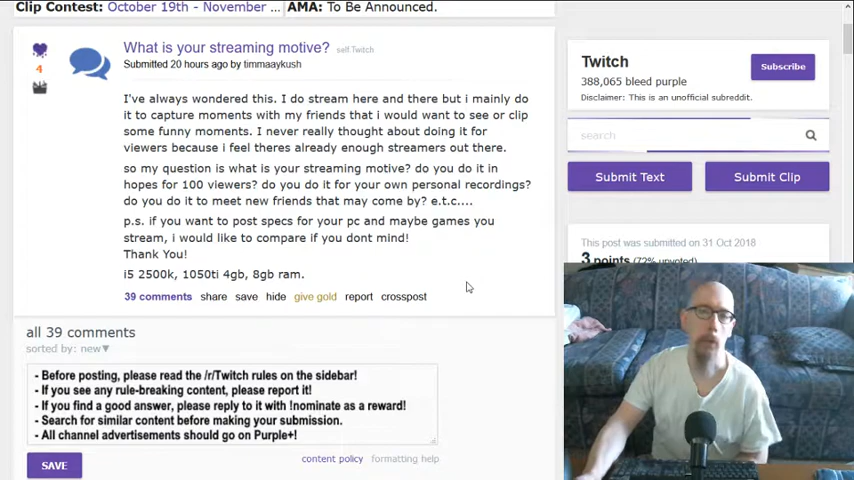 Clip Contest: October 19th - November ...
AMA: To Be Announced.
What is your streaming motive? self.Twitch
Submitted 20 hours ago by timmaaykush
4
I've always wondered this. I do stream here and there but i mainly do
it to capture moments with my friends that i would want to see or clip
some funny moments. I never really thought about doing it for
viewers because i feel theres already enough streamers out there.
so my question is what is your streaming motive? do you do it in
hopes for 100 viewers? do you do it for your own personal recordings?
do you do it to meet new friends that may come by? e.t.c....
p.s. if you want to post specs for your pc and maybe games you
stream, i would like to compare if you dont mind!
Thank You!
i5 2500k, 1050ti 4gb, 8gb ram.
39 comments share save hide give gold report crosspost
all 39 comments
sorted by: new▼
- Before posting, please read the /r/Twitch rules on the sidebar!
- If you see any rule-breaking content, please report it!
- If you find a good answer, please reply to it with !nominate as a reward!
- Search for similar content before making your submission.
- All channel advertisements should go on Purple+!
SAVE
content policy formatting help
Twitch
388,065 bleed purple
Subscribe
Disclaimer: This is an unofficial subreddit.
search
Submit Text
Submit Clip
This post was submitted on 31 Oct 2018
3 points (72% upvoted)